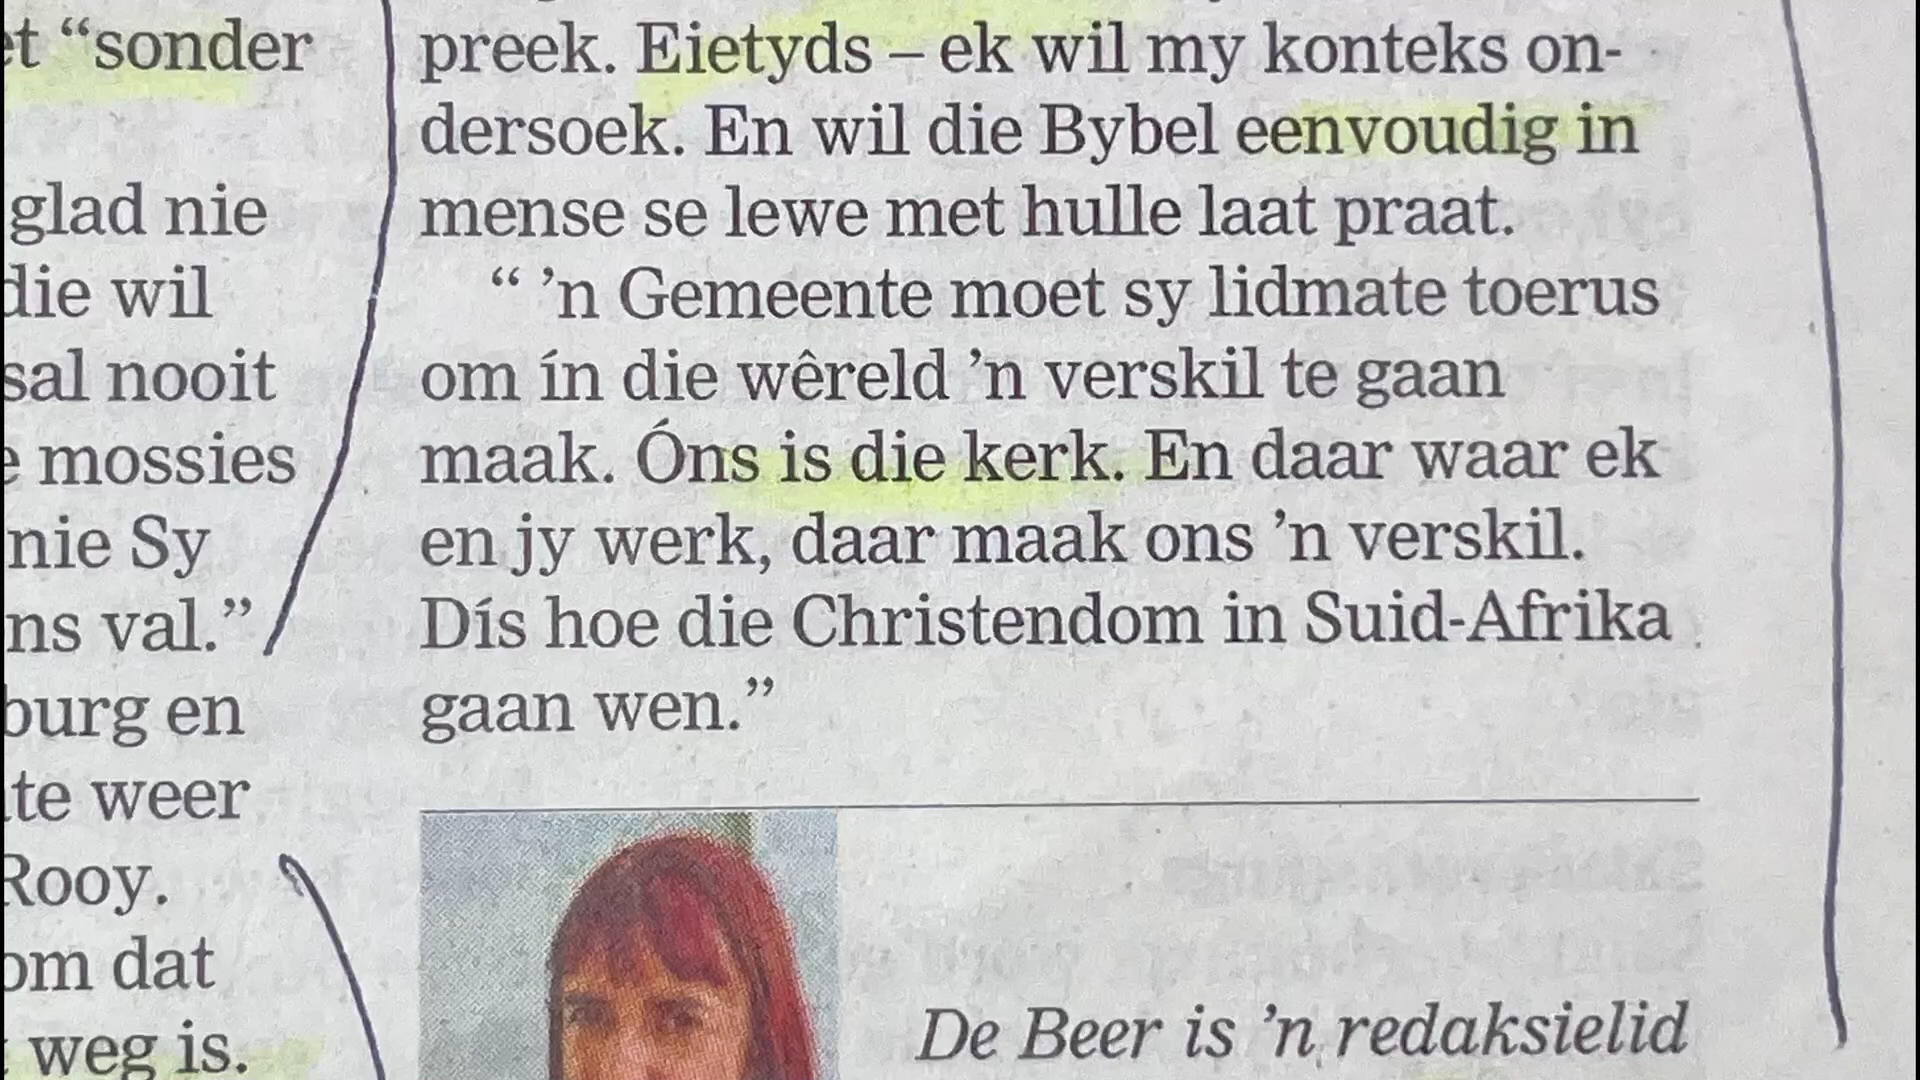 et “sonder
glad nie
die wil
sal nooit
mossies
nie Sy
ns val.”
burg en
te weer
Rooy.
om dat
weg is.
preek. Eietyds – ek wil my konteks on-
dersoek. En wil die Bybel eenvoudig in
mense se lewe met hulle laat praat.
“ ’n Gemeente moet sy lidmate toerus
om ín die wêreld ’n verskil te gaan
maak. Óns is die kerk. En daar waar ek
en jy werk, daar maak ons ’n verskil.
Dís hoe die Christendom in Suid-Afrika
gaan wen.”
De Beer is ’n redaksielid